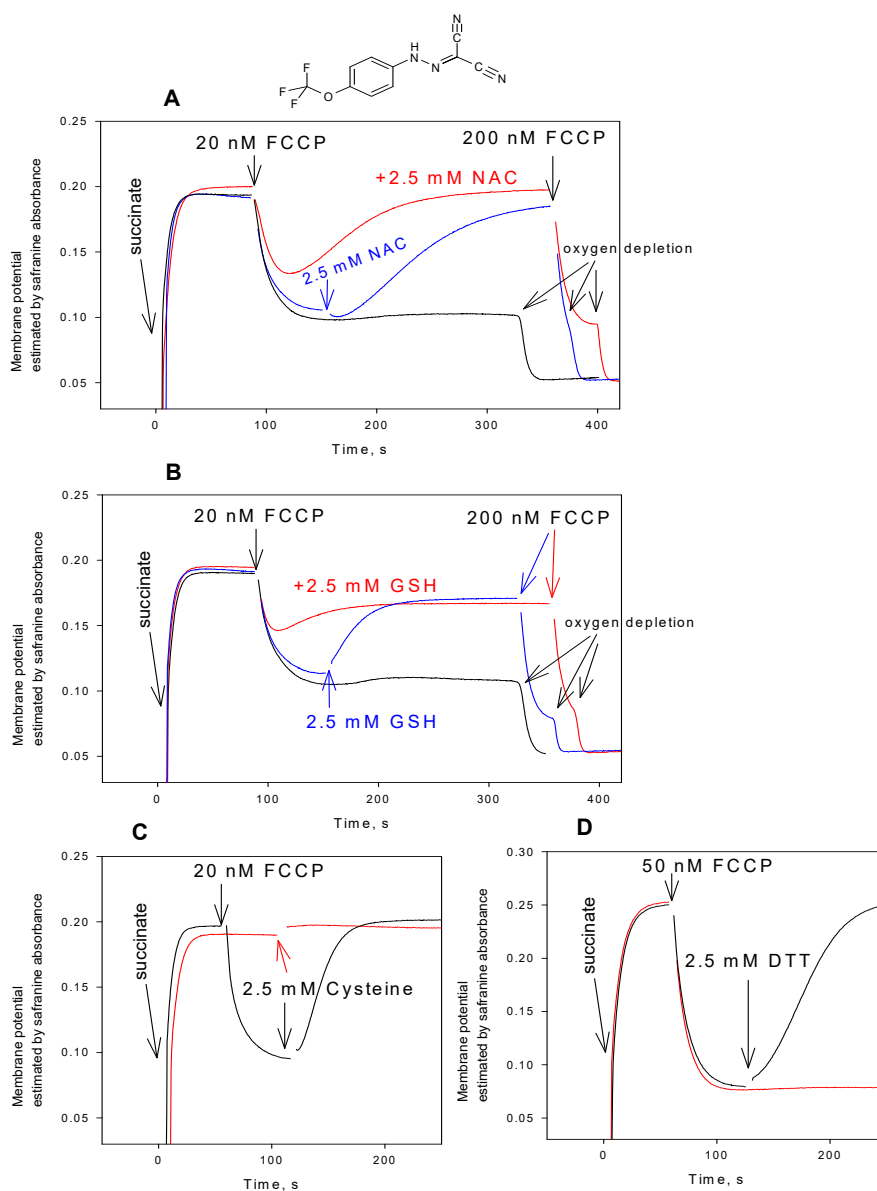 N
C
H
N
F
N
C
N
F
O
F
A
0.25
20 nM FCCP
200 nM FCCP
0.20
+2.5 mM NAC
succinate
oxygen depletion
0.15
2.5 mM NAC
0.10
0.05
Membrane potential
estimated by safranine absorbance
0
100
200
300
400
Time, s
B
0.25
20 nM FCCP
200 nM FCCP
0.20
+2.5 mM GSH
succinate
oxygen depletion
0.15
0.10
2.5 mM GSH
0.05
Membrane potential
estimated by safranine absorbance
0
100
200
300
400
Time, s
C
0.25
20 nM FCCP
0.20
succinate
0.15
2.5 mM Cysteine
0.10
0.05
Membrane potential
estimated by safranine absorbance
0
100
200
Time, s
D
0.30
50 nM FCCP
0.25
0.20
2.5 mM DTT
succinate
0.15
0.10
0.05
Membrane potential
estimated by safranine absorbance
0
100
200
Time, s